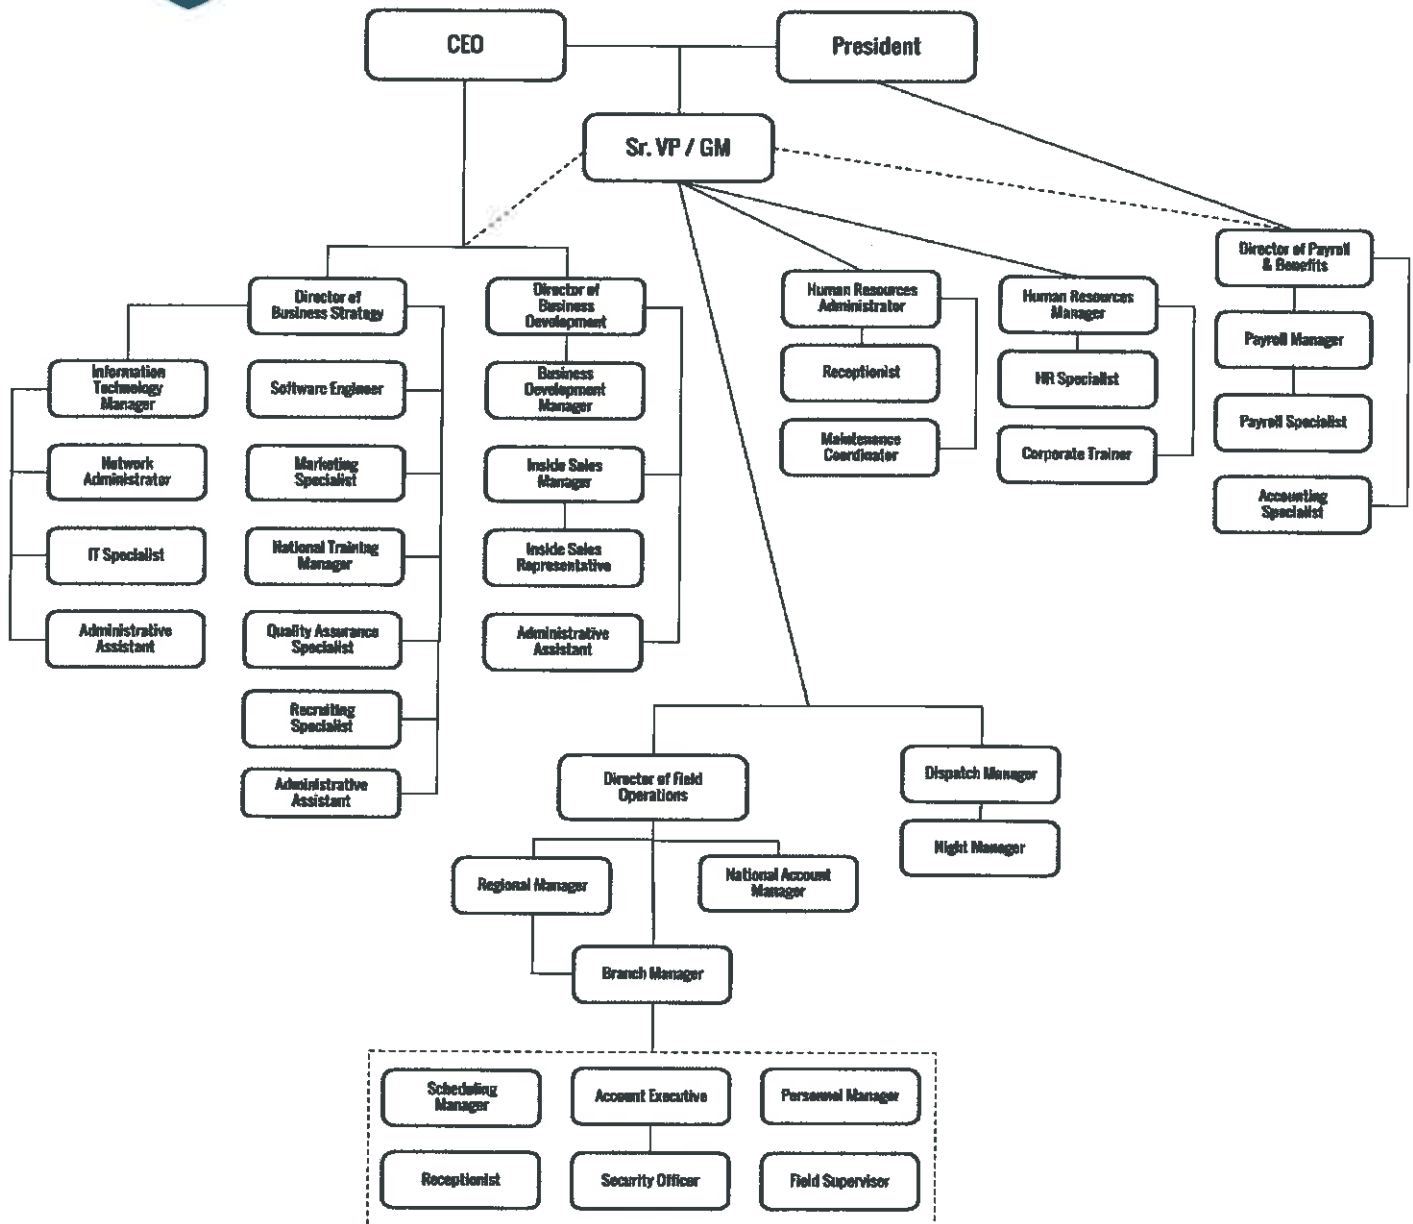 CEO
President
Sr. VP / GM
Director of Payroll
& Benefits
Director of
Business Strategy
Director of
Business
Development
Human Resources
Administrator
Human Resources
Manager
Payroll Manager
Information
Technology
Manager
Software Engineer
Business
Development
Manager
Receptionist
HR Specialist
Payroll Specialist
Network
Administrator
Marketing
Specialist
Inside Sales
Manager
Maintenance
Coordinator
Corporate Trainer
Accounting
Specialist
IT Specialist
National Training
Manager
Inside Sales
Representative
Administrative
Assistant
Quality Assurance
Specialist
Administrative
Assistant
Recruiting
Specialist
Administrative
Assistant
Director of Field
Operations
Dispatch Manager
Night Manager
Regional Manager
National Account
Manager
Branch Manager
Scheduling
Manager
Account Executive
Personnel Manager
Receptionist
Security Officer
Field Supervisor